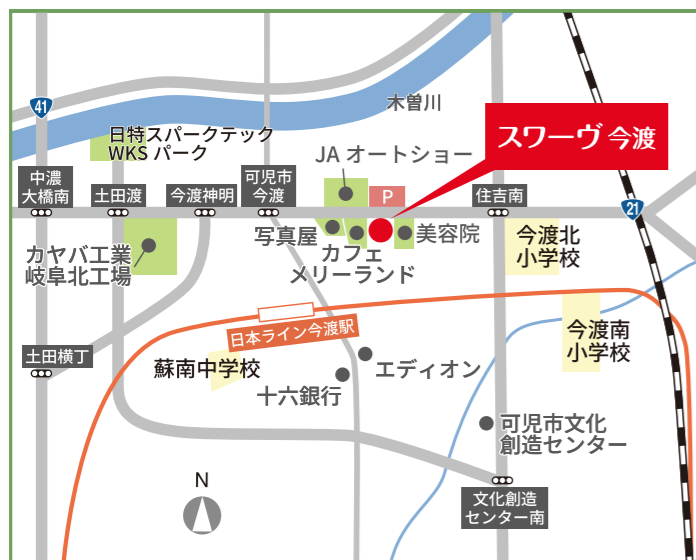 41
木曽川
日特スパークテック
WKS パーク
スワーヴ 今渡
JA オートショー
中濃
大橋南
土田渡
今渡神明
可児市
今渡
P
住吉南
21
写真屋
カフェ
メリーランド
美容院
今渡北
小学校
カヤバ工業
岐阜北工場
日本ライン今渡駅
今渡南
小学校
土田横丁
蘇南中学校
エディオン
十六銀行
可児市文化
創造センター
文化創造
センター南
N